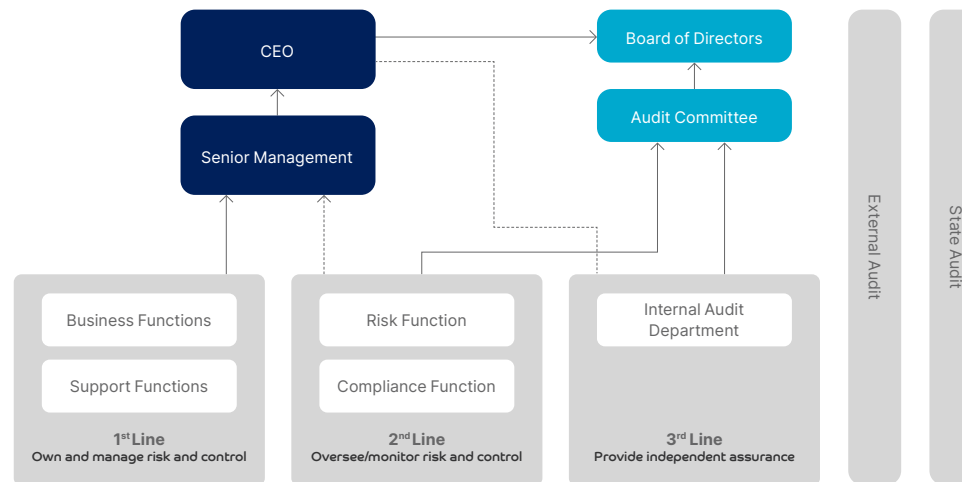 CEO
Board of Directors
Senior Management
Audit Committee
Business Functions
Support Functions
1st Line
Own and manage risk and control
Risk Function
Compliance Function
2nd Line
Oversee/monitor risk and control
Internal Audit
Department
3rd Line
Provide independent assurance
External Audit
State Audit